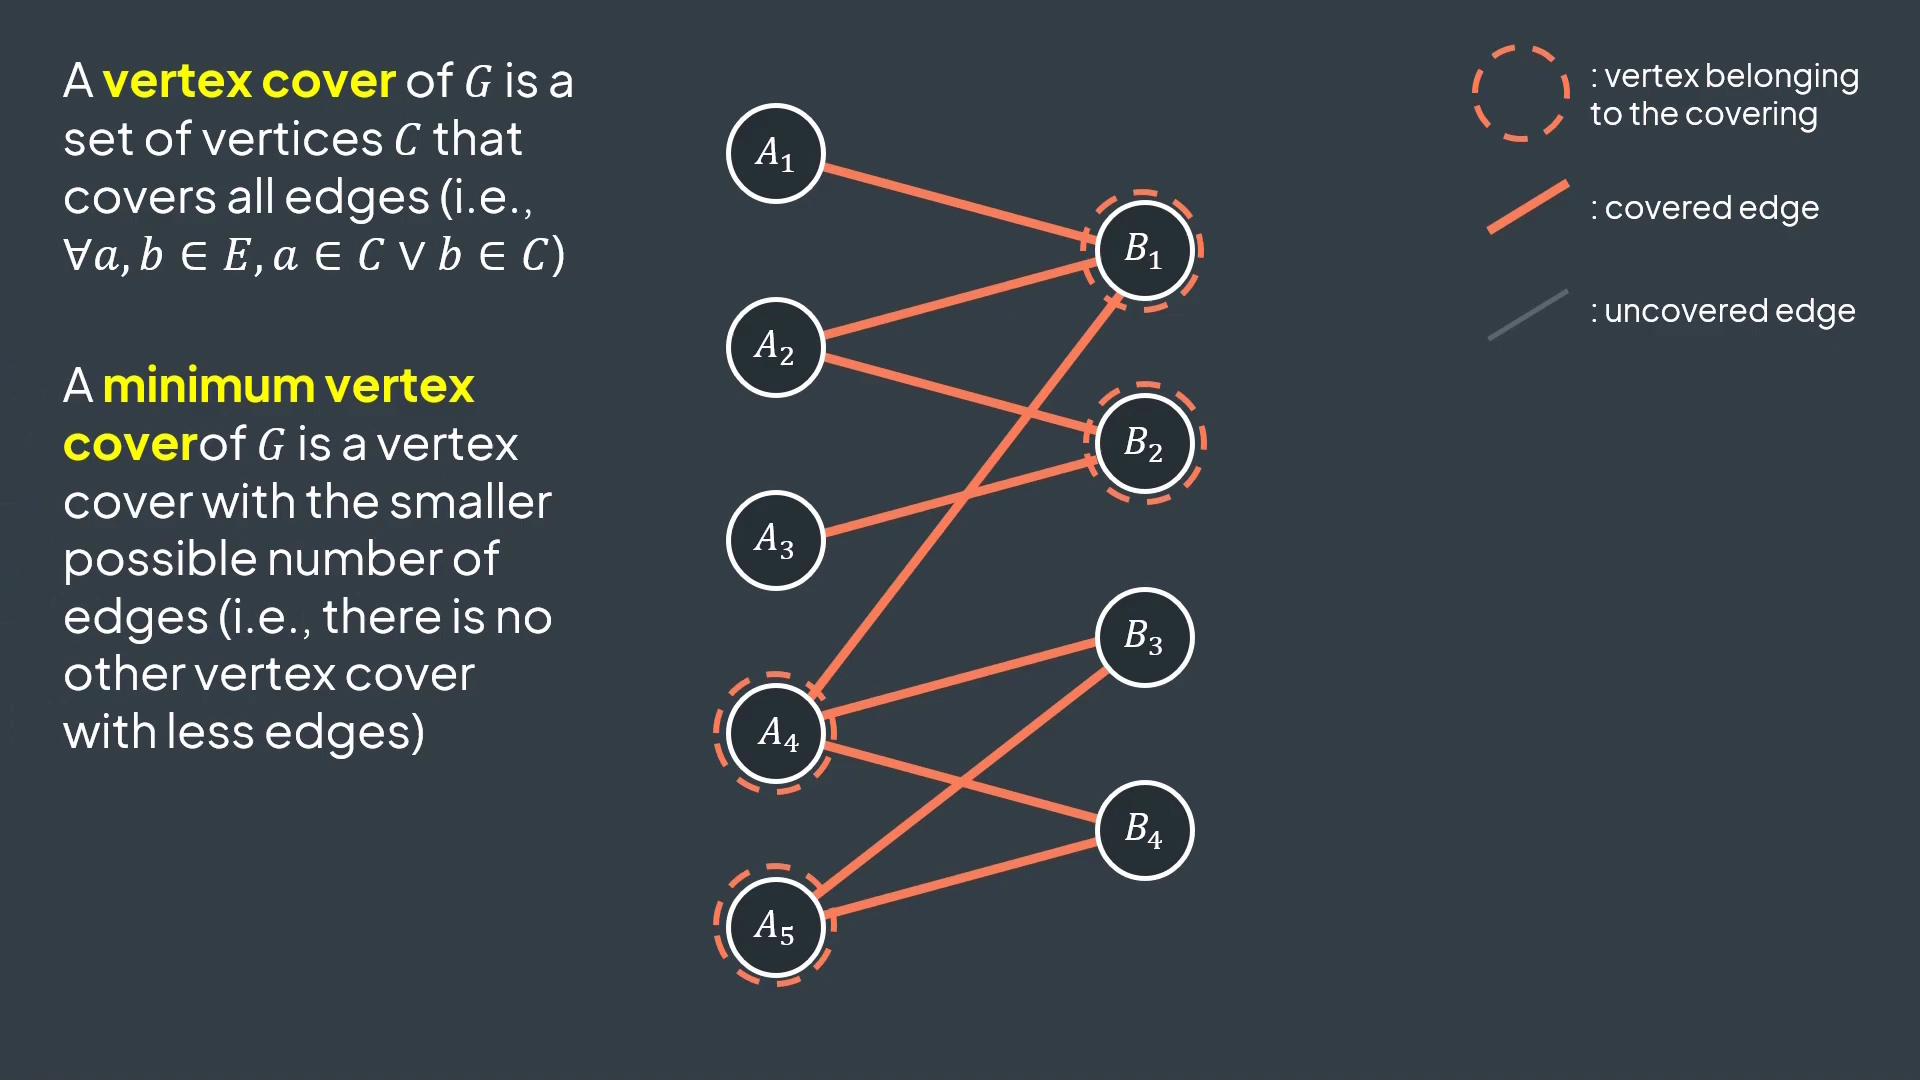 A vertex cover of G is a
set of vertices C that
covers all edges (i.e.,
∀a, b ∈ E, a ∈ C ∨ b ∈ C)
A minimum vertex
coverof G is a vertex
cover with the smaller
possible number of
edges (i.e., there is no
other vertex cover
with less edges)
A₁
A₂
A₃
A₄
A₅
B₁
B₂
B₃
B₄
: vertex belonging
to the covering
: covered edge
: uncovered edge